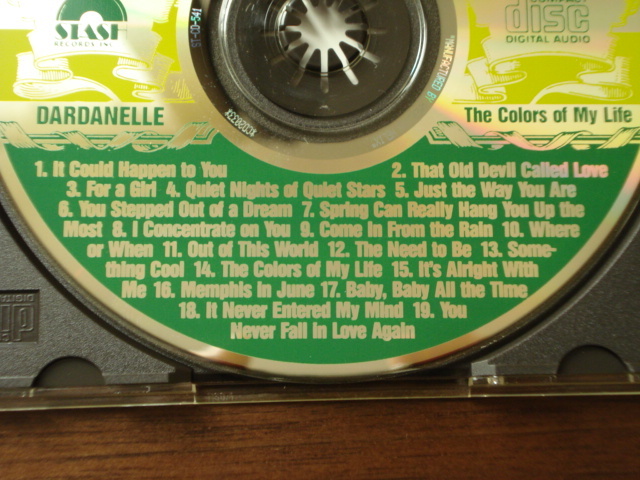 STASH
RECORDS INC.
ST-CD-541
COMPACT
disc
DIGITAL AUDIO
DARDANELLE
The Colors of My Life
1. It Could Happen to You 2. That Old Devil Called Love
3. For a Girl 4. Quiet Nights of Quiet Stars 5. Just the Way You Are
6. You Stepped Out of a Dream 7. Spring Can Really Hang You Up the
Most 8. I Concentrate on You 9. Come In From the Rain 10. Where
or When 11. Out of This World 12. The Need to Be 13. Some-
thing Cool 14. The Colors of My Life 15. It's Alright With
Me 16. Memphis in June 17. Baby, Baby All the Time
18. It Never Entered My Mind 19. You
Never Fall In Love Again